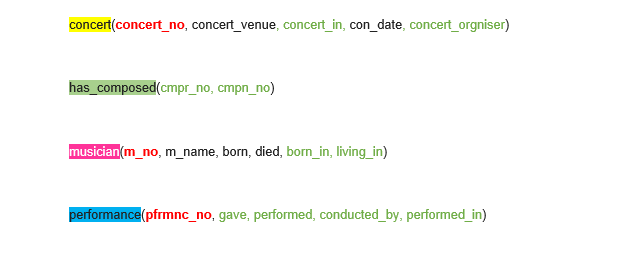 concert(concert_no, concert_venue, concert_in, con_date, concert_orgniser)
has_composed(cmpr_no, cmpn_no)
musician(m_no, m_name, born, died, born_in, living_in)
performance(pfrmnc_no, gave, performed, conducted_by, performed_in)